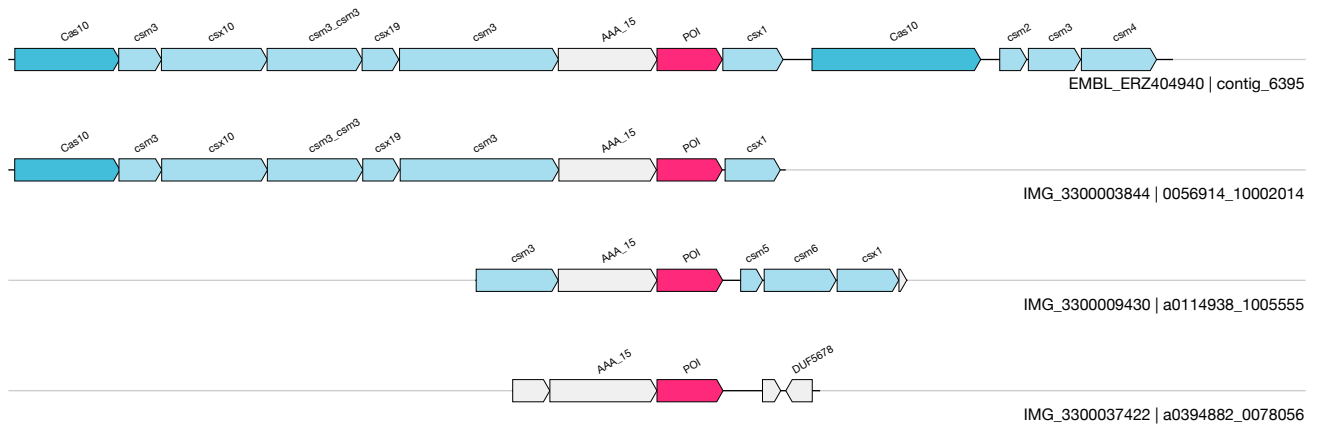 Cas10 csm3 csx10 csm3_csm3 csx19 csm3 AAA_15 POI csx1 Cas10 csm2 csm3 csm4
EMBL_ERZ404940 | contig_6395
Cas10 csm3 csx10 csm3_csm3 csx19 csm3 AAA_15 POI csx1
IMG_3300003844 | 0056914_10002014
csm3 AAA_15 POI csm5 csm6 csx1
IMG_3300009430 | a0114938_1005555
AAA_15 POI DUF5678
IMG_3300037422 | a0394882_0078056